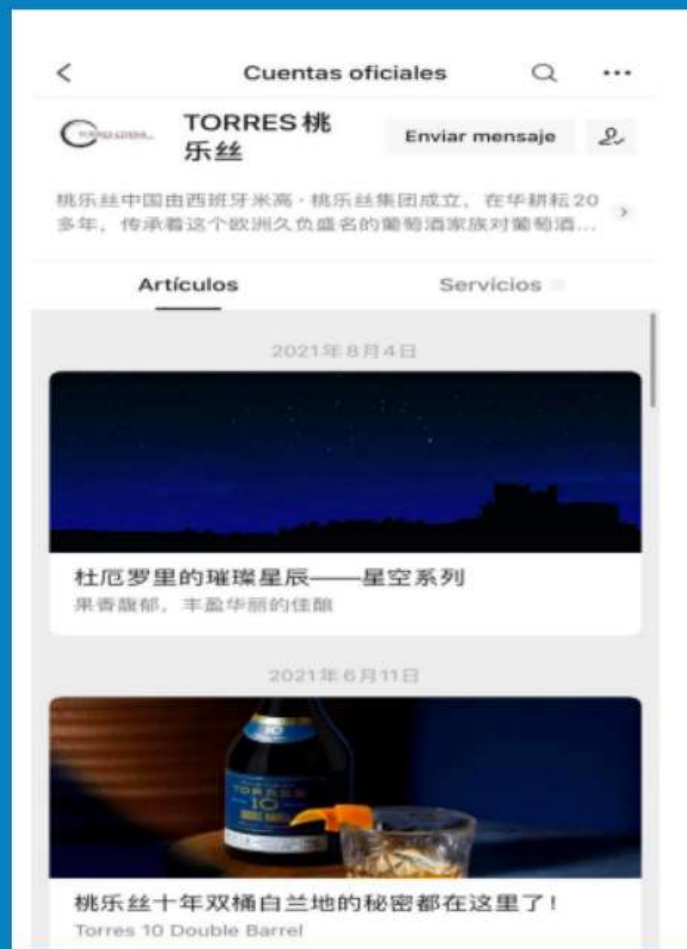 Cuentas oficiales
TORRES 桃
乐丝
Enviar mensaje
桃乐丝中国由西班牙米高·桃乐丝集团成立，在华耕耘20
多年，传承着这个欧洲久负盛名的葡萄酒家族对葡萄酒...
Artículos
Servicios
2021年8月4日
杜厄罗里的璀璨星辰——星空系列
果香馥郁，丰盈华丽的佳酿
2021年6月11日
TORRES
10
DOUBLE BARREL
桃乐丝十年双桶白兰地的秘密都在这里了！
Torres 10 Double Barrel